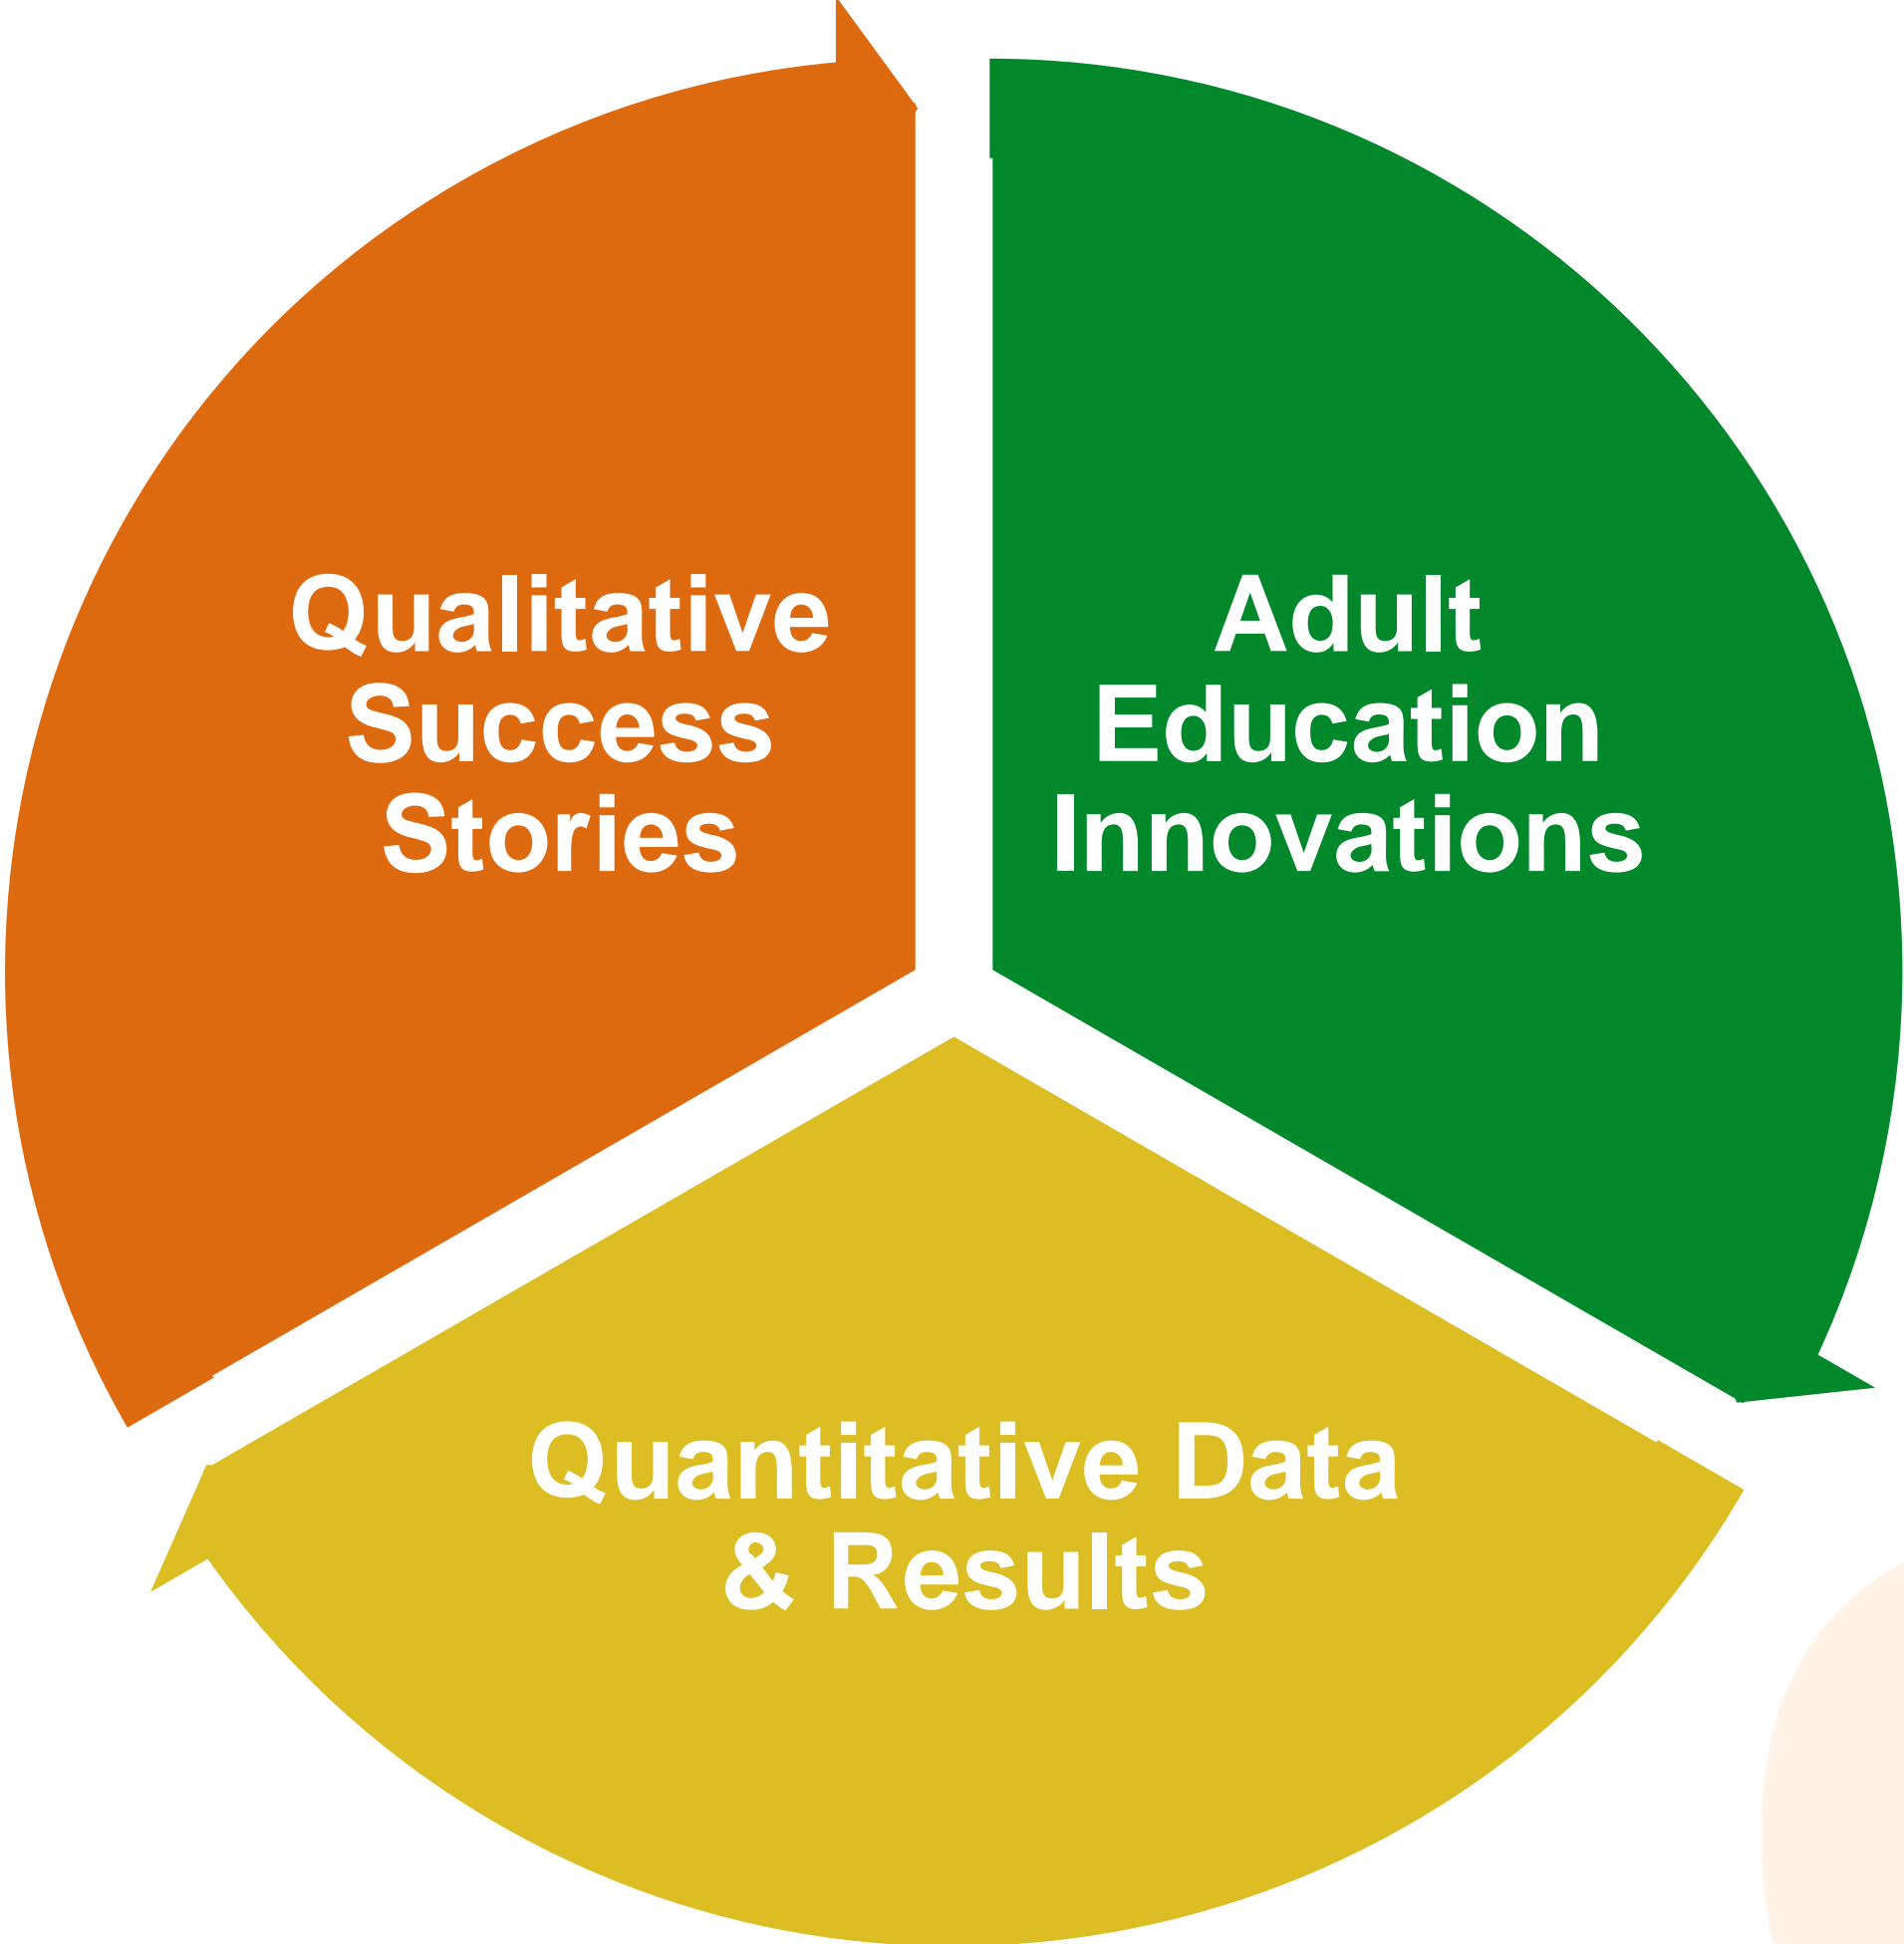 Qualitative
Success
Stories
Adult
Education
Innovations
Quantitative Data
& Results